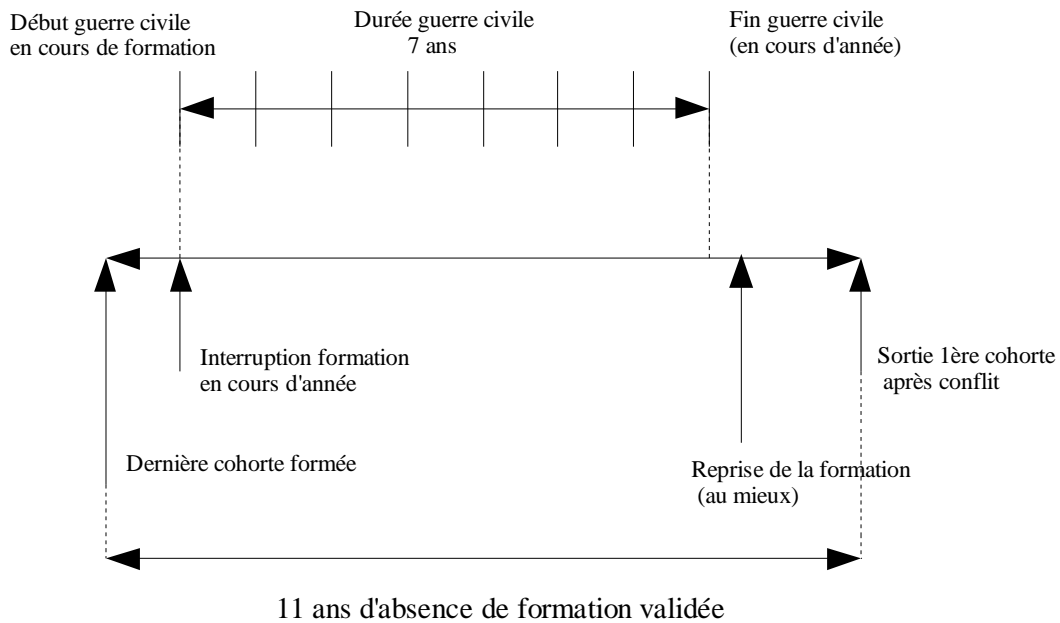 Début guerre civile
en cours de formation
Durée guerre civile
7 ans
Fin guerre civile
(en cours d'année)
Interruption formation
en cours d'année
Sortie 1ère cohorte
après conflit
Dernière cohorte formée
Reprise de la formation
(au mieux)
11 ans d'absence de formation validée